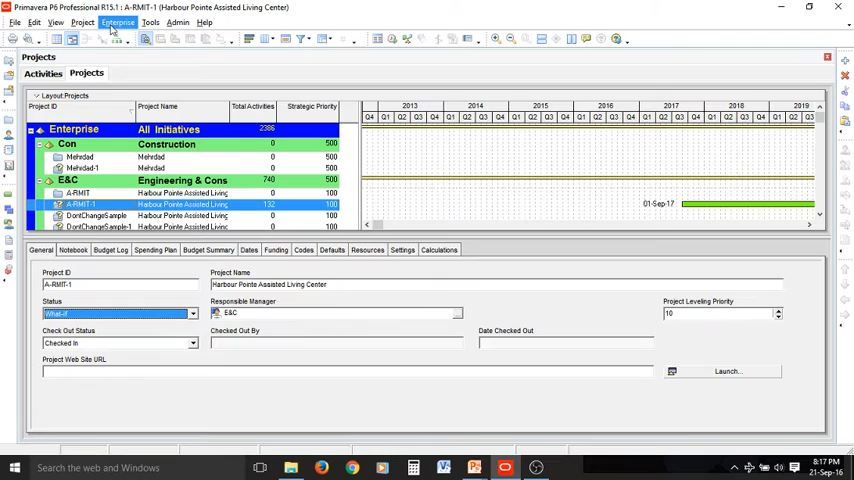 Primavera P6 Professional R15.1 : A-RMIT-1 (Harbour Pointe Assisted Living Center)
File Edit View Project Enterprise Tools Admin Help
Projects
Activities Projects
Layout:Projects
Project ID Project Name Total Activities Strategic Priority 2013 2014 2015 2016 2017 2018 2019
Q4 Q1 Q2 Q3 Q4 Q1 Q2 Q3 Q4 Q1 Q2 Q3 Q4 Q1 Q2 Q3 Q4 Q1 Q2 Q3 Q4 Q1 Q2 Q3 Q4 Q1 Q2 Q3
Enterprise All Initiatives 2386
Con Construction 0 500
Mehrdad Mehrdad 0 500
Mehrdad-1 Mehrdad 0 500
E&C Engineering & Cons 740 500
A-RMIT Harbour Pointe Assisted Living 0 100
A-RMIT-1 Harbour Pointe Assisted Living 132 100 01-Sep-17
DontChangeSample Harbour Pointe Assisted Living 0 100
DontChangeSample-1 Harbour Pointe Assisted Living 0 100
General Notebook Budget Log Spending Plan Budget Summary Dates Funding Codes Defaults Resources Settings Calculations
Project ID Project Name
A-RMIT-1 Harbour Pointe Assisted Living Center
Status Responsible Manager Project Leveling Priority
What-if E&C ... 10
Check Out Status Checked Out By Date Checked Out
Checked In
Project Web Site URL
Launch...
Search the web and Windows
8:17 PM
21-Sep-16